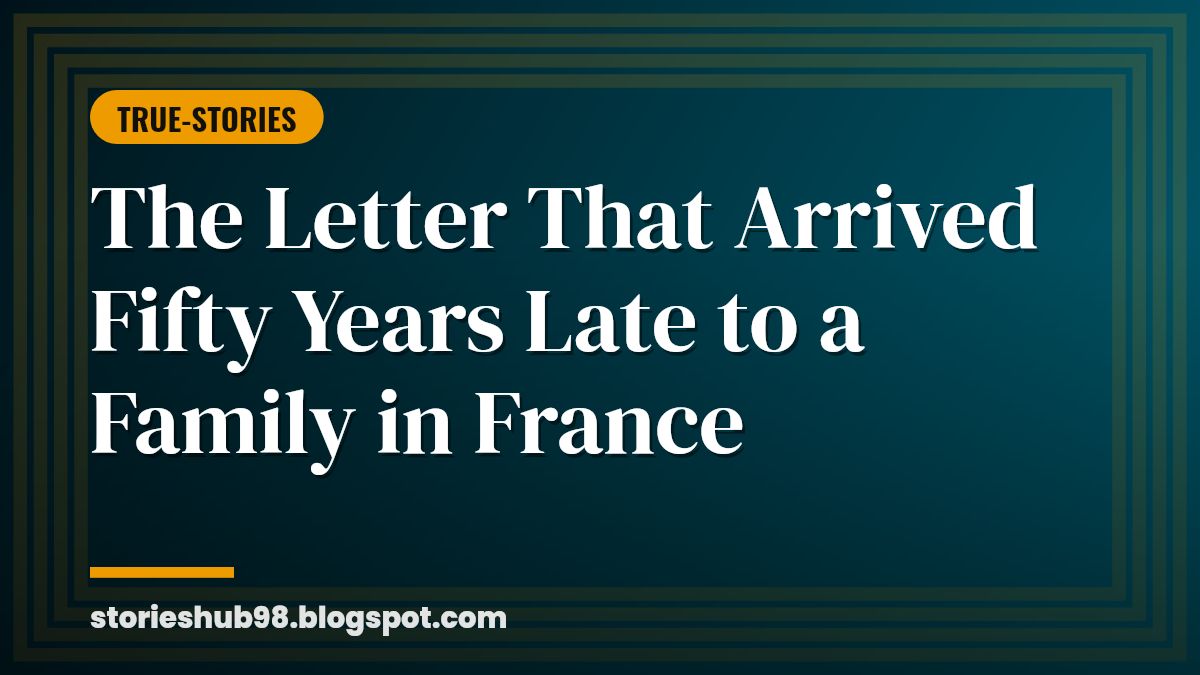 TRUE-STORIES
The Letter That Arrived
Fifty Years Late to a
Family in France
storieshub98.blogspot.com